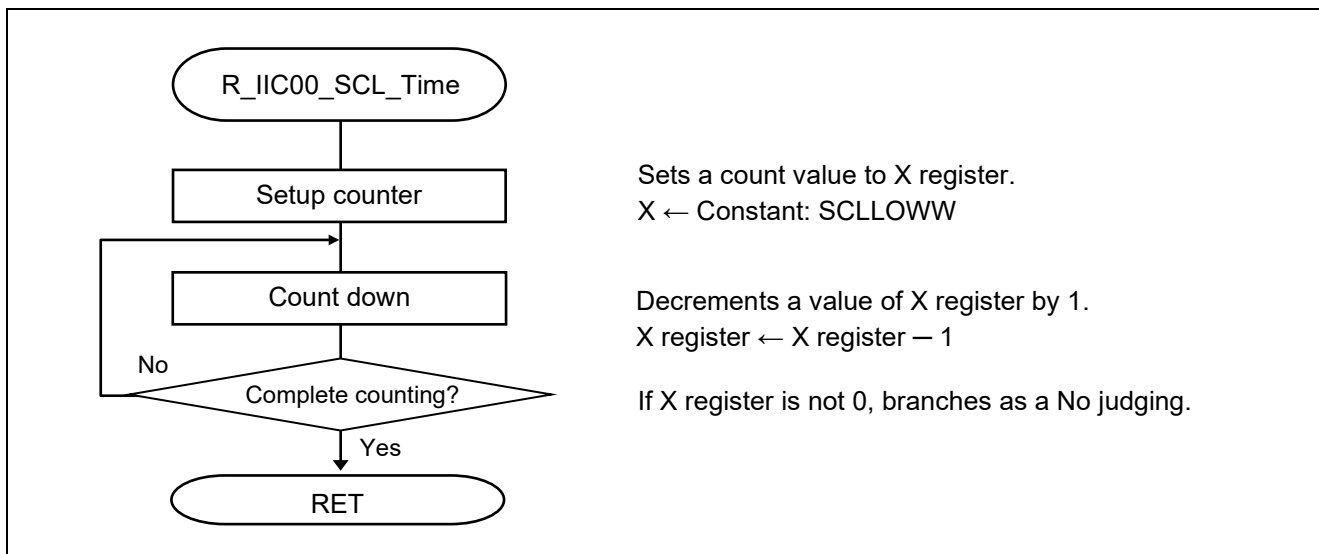 R_IIC00_SCL_Time
Setup counter
Sets a count value to X register.
X ← Constant: SCLLOWW
Count down
Decrements a value of X register by 1.
X register ← X register – 1
No
Complete counting?
If X register is not 0, branches as a No judging.
Yes
RET